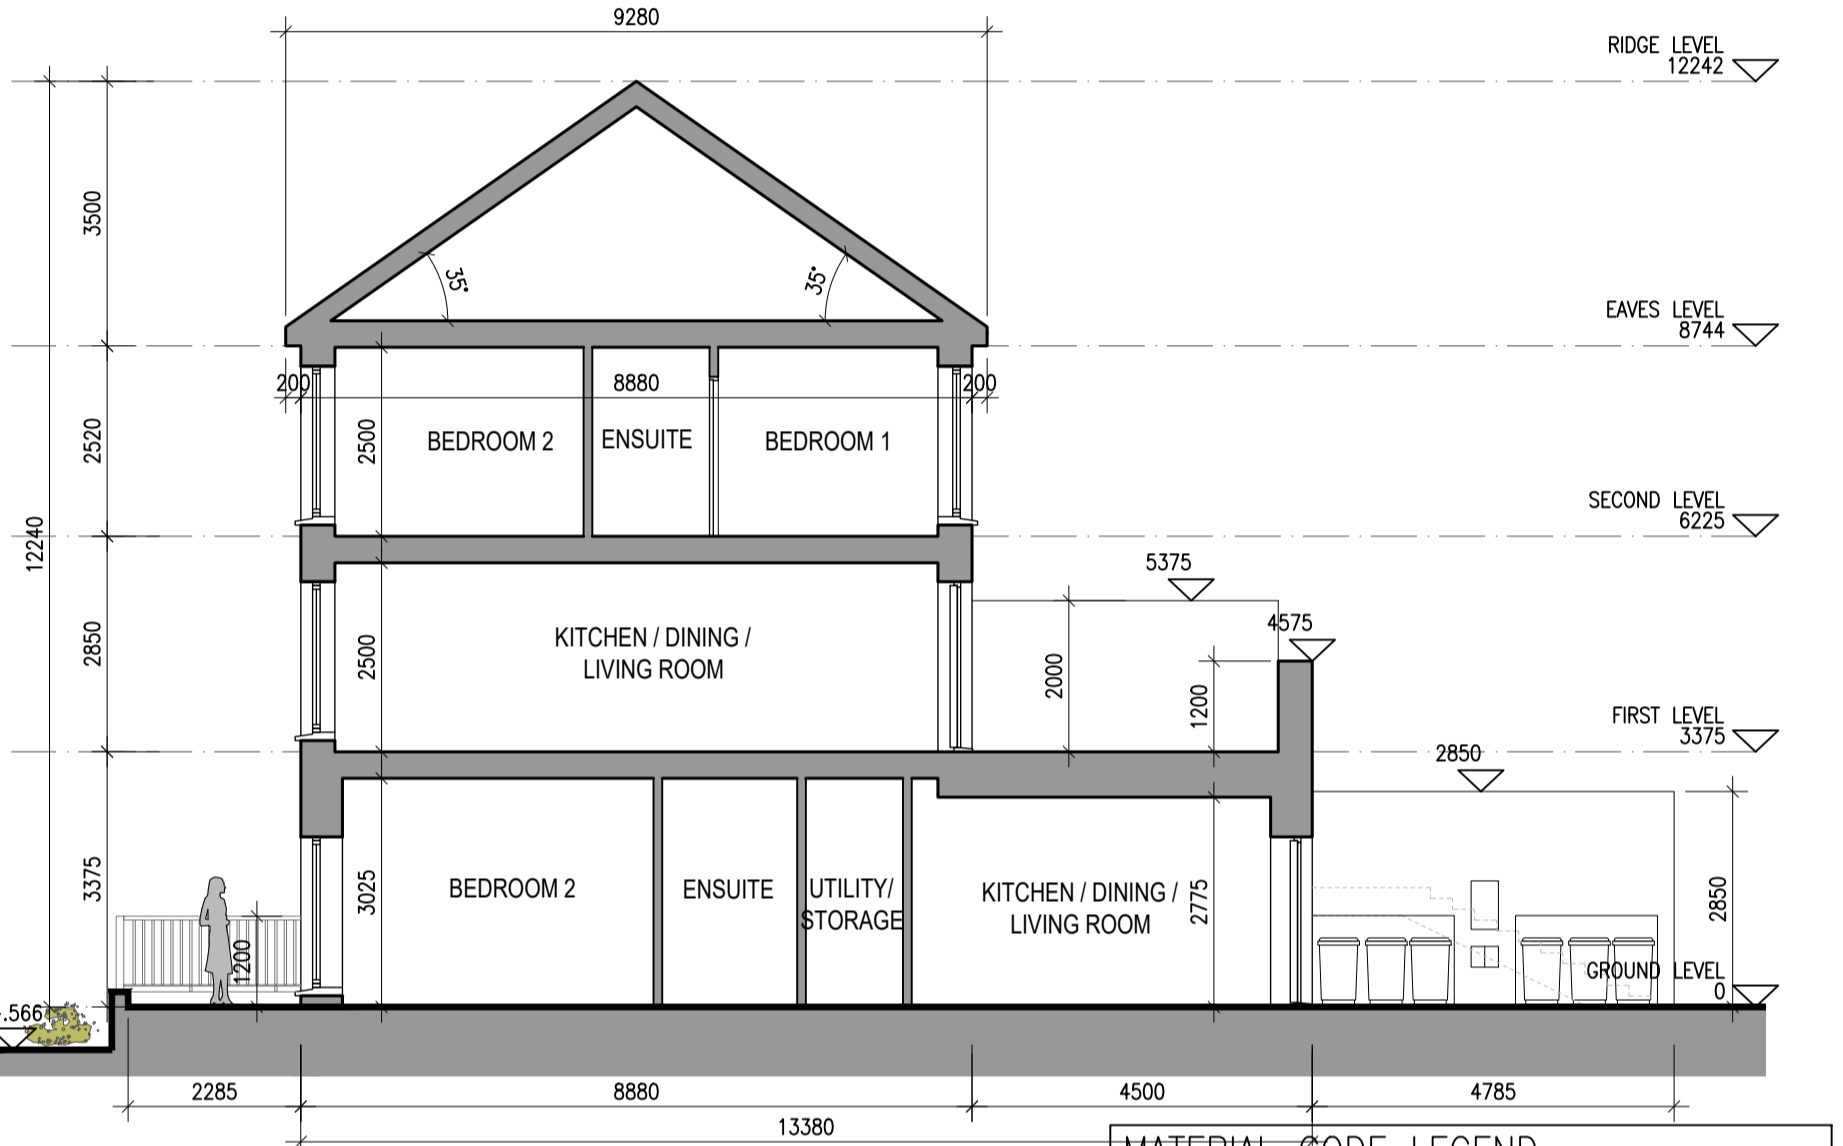 9280
RIDGE LEVEL
12242
3500
35°
35°
EAVES LEVEL
8744
200
8880
200
2520
2500
BEDROOM 2
ENSUITE
BEDROOM 1
SECOND LEVEL
6225
12240
5375
4575
2850
2500
KITCHEN / DINING /
LIVING ROOM
2000
1200
FIRST LEVEL
3375
2850
3375
3025
BEDROOM 2
ENSUITE
UTILITY/
STORAGE
KITCHEN / DINING /
LIVING ROOM
2775
2850
1200
GROUND LEVEL
0
.566
2285
8880
4500
4785
13380
MATERIAL CODE LEGEND